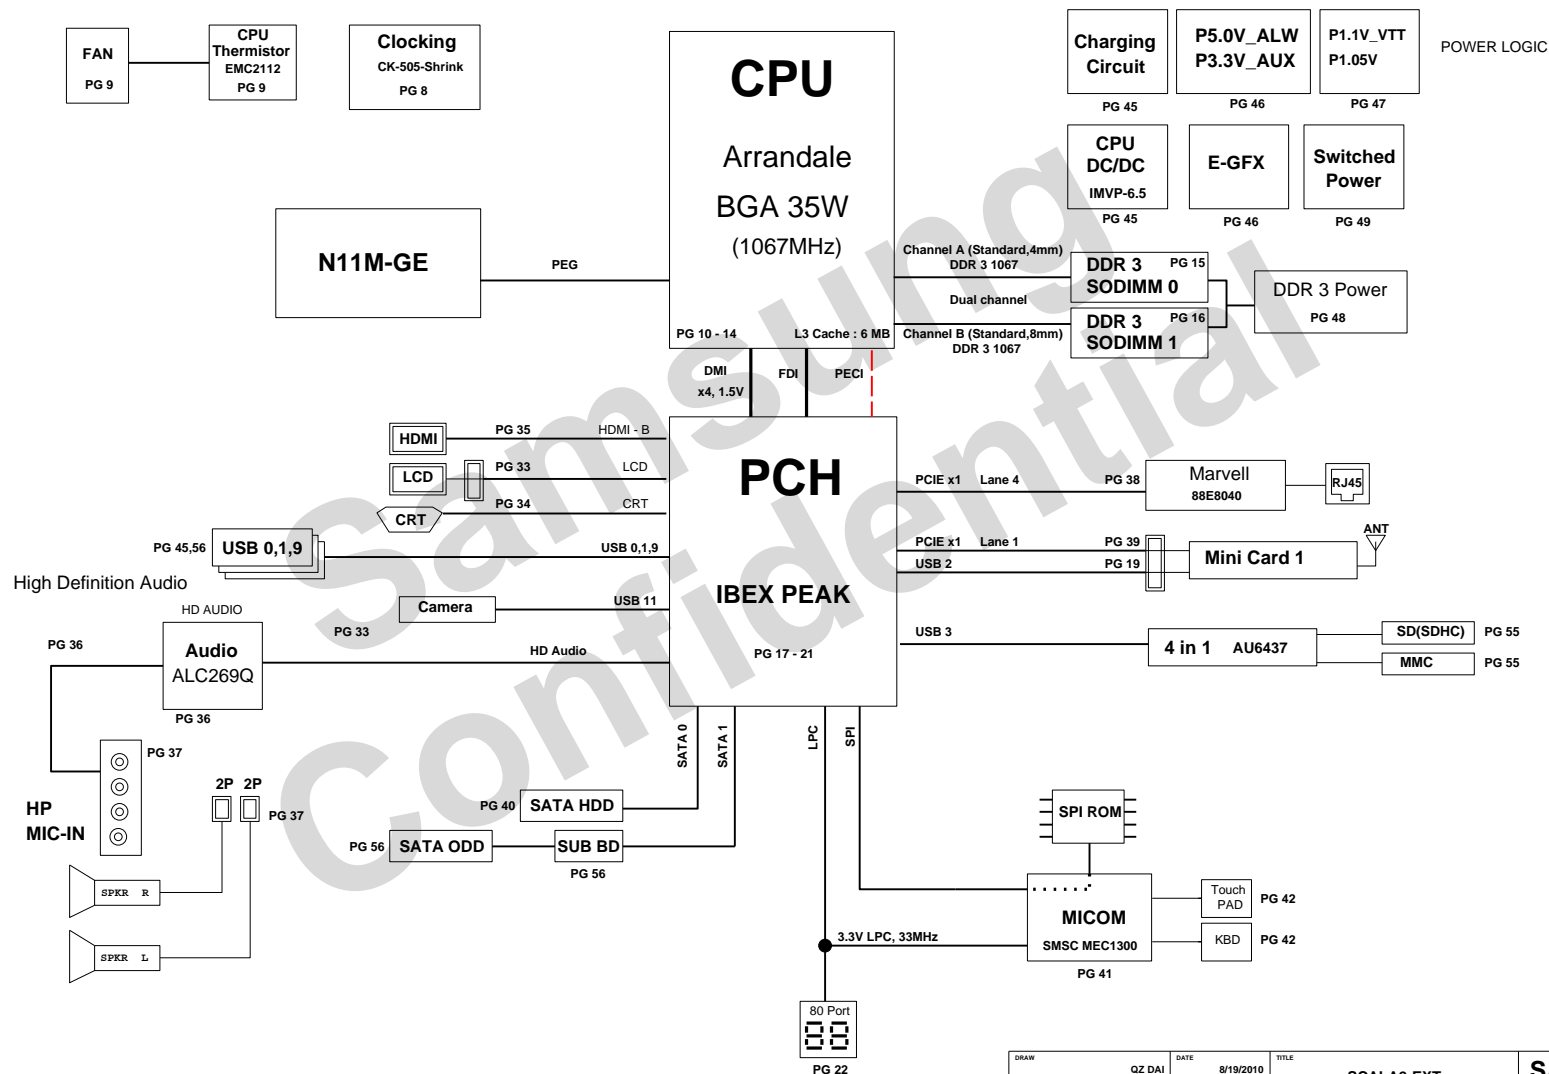 FAN
PG 9
CPU
Thermistor
EMC2112
PG 9
Clocking
CK-505-Shrink
PG 8
CPU
Arrandale
BGA 35W
(1067MHz)
PG 10 - 14
L3 Cache : 6 MB
Charging
Circuit
PG 45
P5.0V_ALW
P3.3V_AUX
PG 46
P1.1V_VTT
P1.05V
PG 47
POWER LOGIC
CPU
DC/DC
IMVP-6.5
PG 45
E-GFX
PG 46
Switched
Power
PG 49
N11M-GE
PEG
Channel A (Standard,4mm)
DDR 3 1067
Dual channel
Channel B (Standard,8mm)
DDR 3 1067
DDR 3
PG 15
SODIMM 0
DDR 3
PG 16
SODIMM 1
DDR 3 Power
PG 48
DMI
x4, 1.5V
FDI
PECI
HDMI
PG 35
HDMI - B
LCD
PG 33
LCD
CRT
PG 34
CRT
PG 45,56
USB 0,1,9
USB 0,1,9
High Definition Audio
Camera
USB 11
PG 33
HD AUDIO
PG 36
Audio
ALC269Q
PG 36
HD Audio
PCH
IBEX PEAK
PG 17 - 21
PCIE x1 Lane 4
PG 38
Marvell
88E8040
RJ45
PCIE x1 Lane 1
PG 39
USB 2
PG 19
Mini Card 1
ANT
USB 3
4 in 1 AU6437
SD(SDHC)
PG 55
MMC
PG 55
SATA 0
SATA 1
LPC
SPI
PG 37
HP
MIC-IN
2P 2P
PG 37
SPKR R
SPKR L
PG 40
SATA HDD
PG 56
SATA ODD
SUB BD
PG 56
SPI ROM
MICOM
SMSC MEC1300
PG 41
3.3V LPC, 33MHz
Touch
PAD
PG 42
KBD
PG 42
80 Port
88
PG 22
Samsung
Confidential
DRAW
QZ DAI
DATE
8/19/2010
TITLE